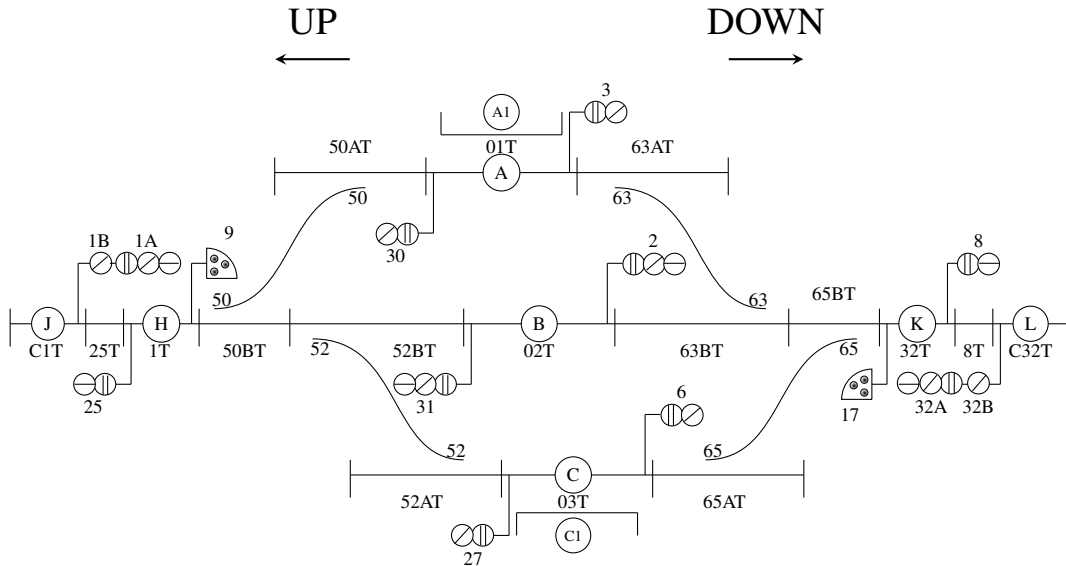 UP DOWN
A1 3
50AT 01T 63AT
A
50 63
30
1B 1A 9 2 8
50 63 65BT
J H B K L
C1T 25T 1T 50BT 52 52BT 02T 63BT 65 32T 8T C32T
25 31 6 17 32A 32B
52 65
C
52AT 03T 65AT
27 C1